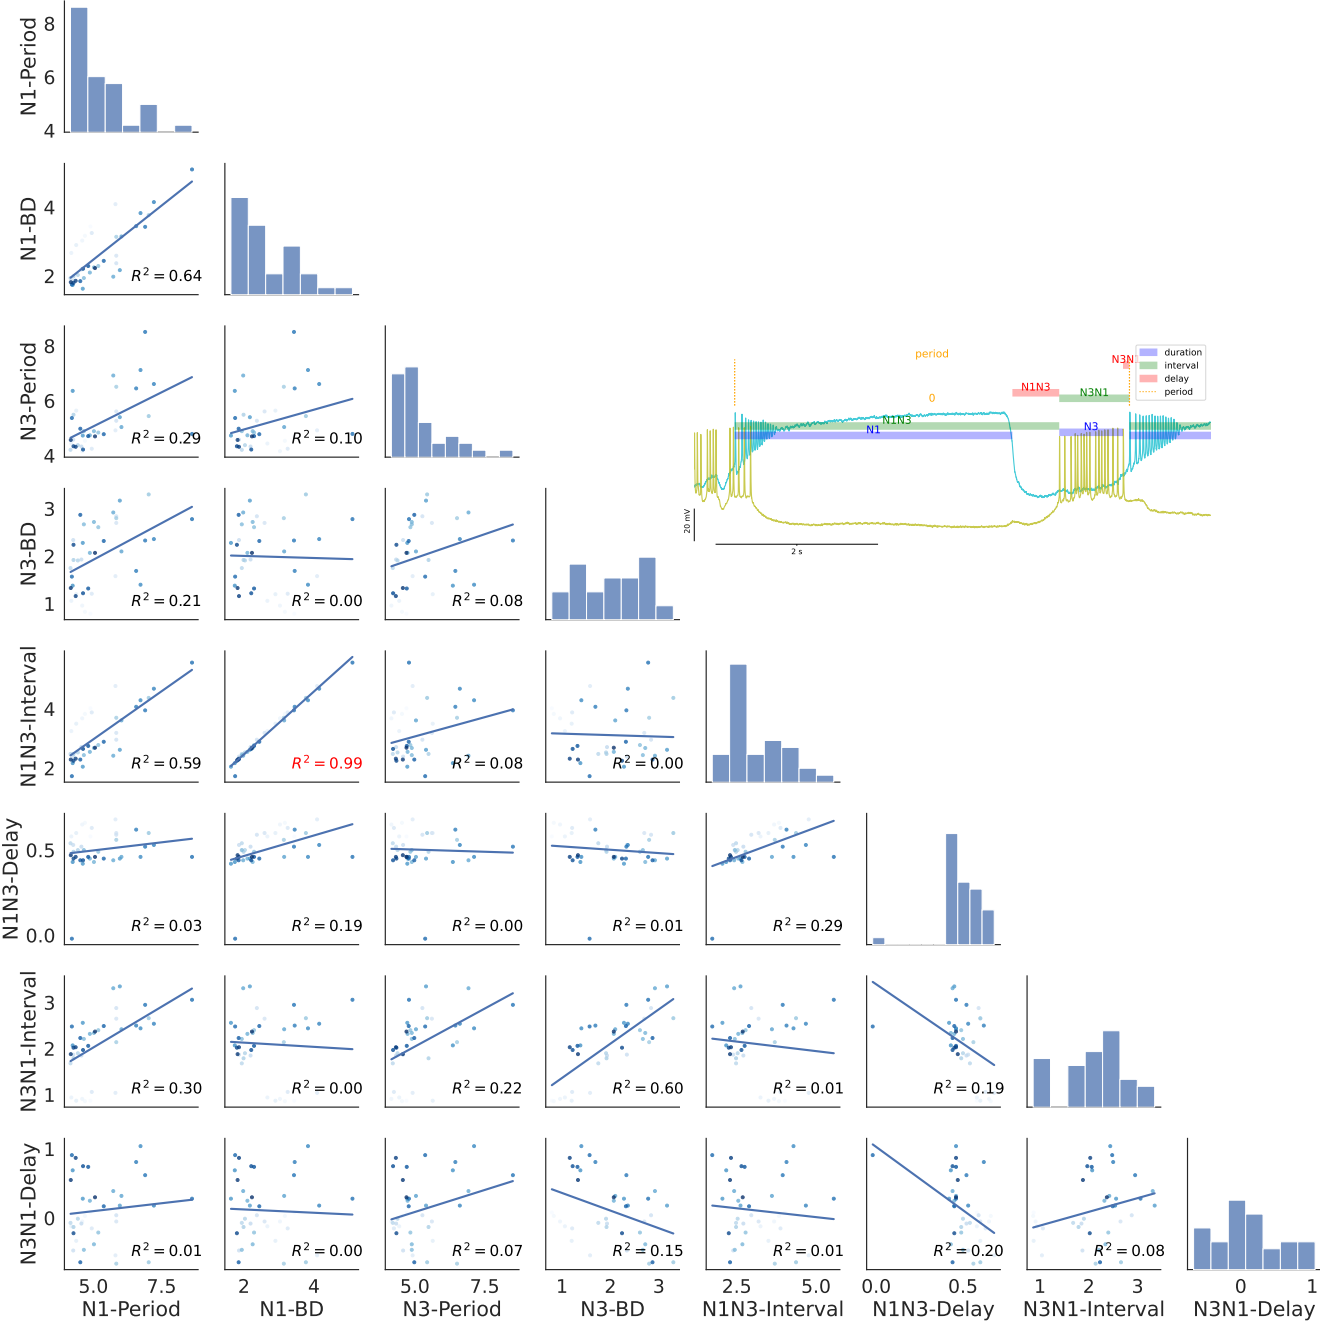 N1-Period
8
6
4
N1-BD
4
2
R² = 0.64
N3-Period
8
6
4
R² = 0.29
R² = 0.10
period
0
N1N3
N3N1
N3N
duration
interval
delay
period
N1N3
N1
N3
20 mV
2 s
N3-BD
3
2
1
R² = 0.21
R² = 0.00
R² = 0.08
N1N3-Interval
4
2
R² = 0.59
R² = 0.99
R² = 0.08
R² = 0.00
N1N3-Delay
0.5
0.0
R² = 0.03
R² = 0.19
R² = 0.00
R² = 0.01
R² = 0.29
N3N1-Interval
3
2
1
R² = 0.30
R² = 0.00
R² = 0.22
R² = 0.60
R² = 0.01
R² = 0.19
N3N1-Delay
1
0
R² = 0.01
R² = 0.00
R² = 0.07
R² = 0.15
R² = 0.01
R² = 0.20
R² = 0.08
5.0 7.5 2 4 5.0 7.5 1 2 3 2.5 5.0 0.0 0.5 1 2 3 0 1
N1-Period N1-BD N3-Period N3-BD N1N3-Interval N1N3-Delay N3N1-Interval N3N1-Delay